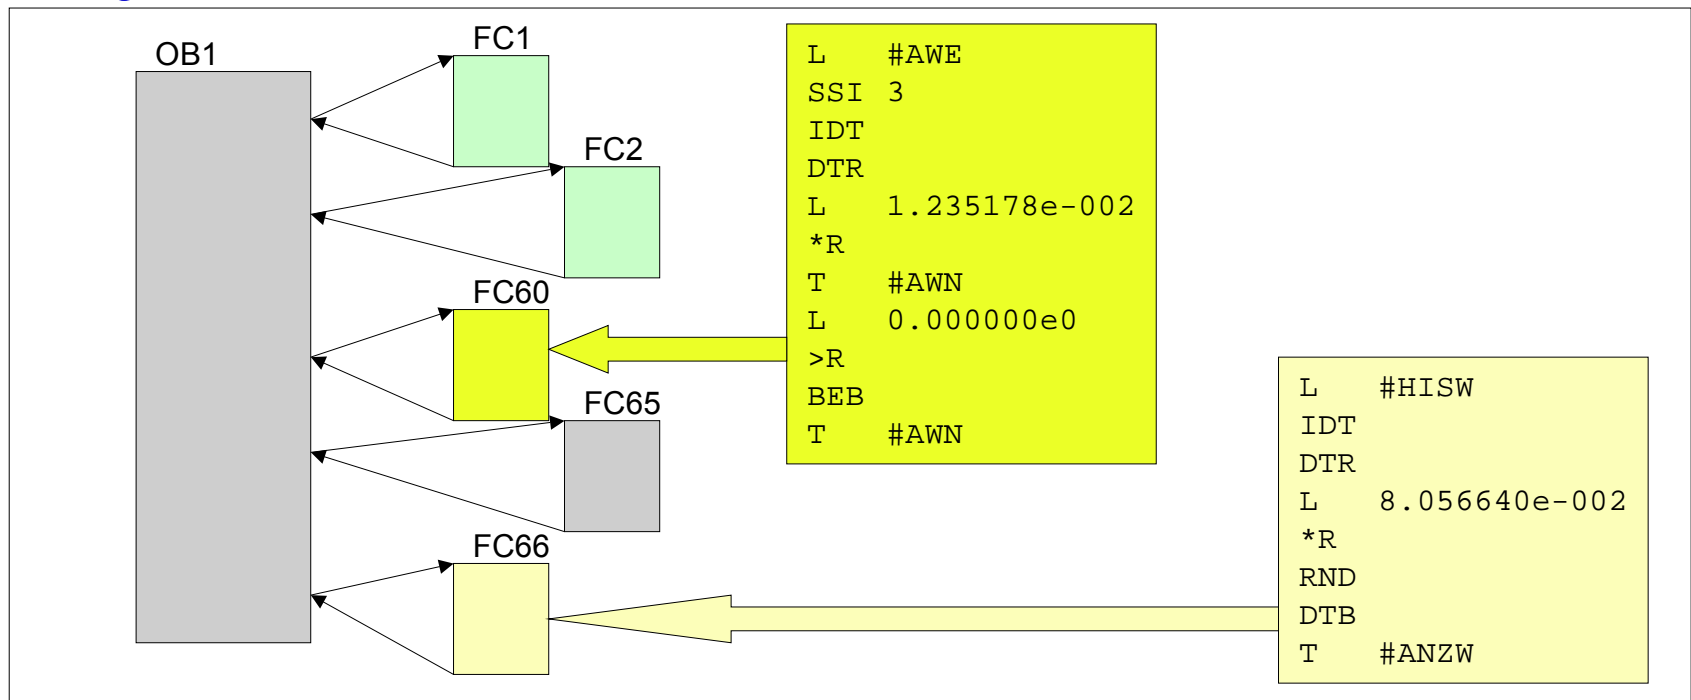 OB1
FC1
FC2
FC60
FC65
FC66
L #AWE
SSI 3
IDT
DTR
L 1.235178e-002
*R
T #AWN
L 0.000000e0
>R
BEB
T #AWN
L #HISW
IDT
DTR
L 8.056640e-002
*R
RND
DTB
T #ANZW